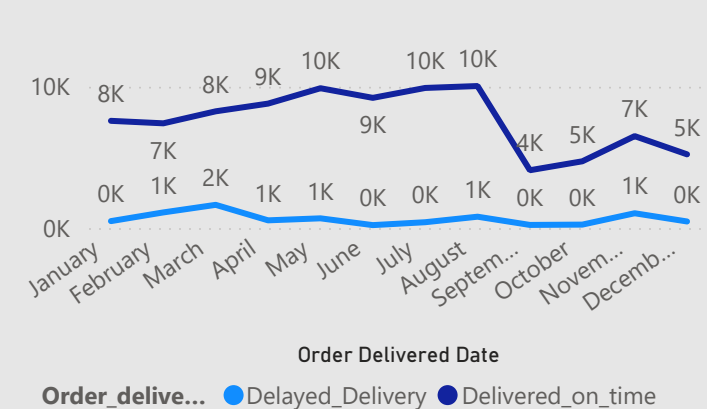 10K
0K
8K 7K 8K 9K 10K 9K 10K 10K 4K 5K 7K 5K
0K 1K 2K 1K 1K 0K 0K 1K 0K 0K 1K 0K
January February March April May June July August Septem... October Novem... Decemb...
Order Delivered Date
Order_delive... Delayed_Delivery Delivered_on_time